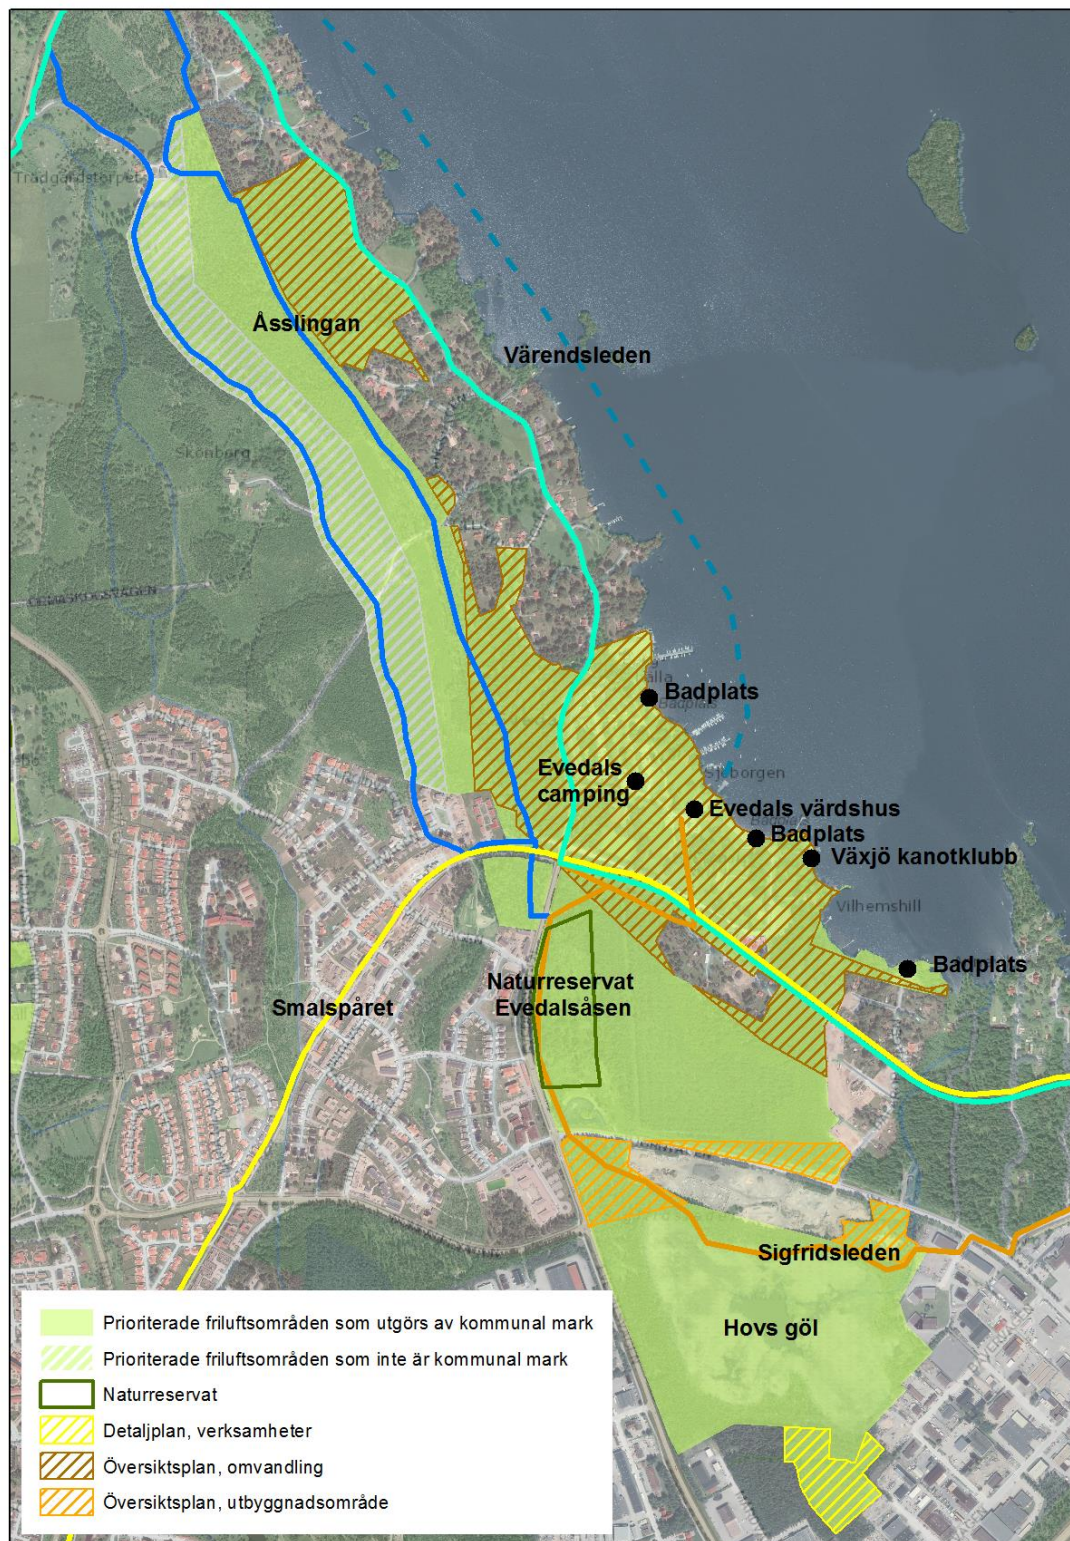 Trädgårdstorpet
Åsslingan
Värendsleden
Skönborg
Badplats
Badplats
Sjöborgen
Evedals
camping
Evedals värdshus
Badplats
Växjö kanotklubb
Vilhemshill
Badplats
Naturreservat
Evedalsåsen
Smalspåret
Sigfridsleden
Hovs göl
Prioriterade friluftsområden som utgörs av kommunal mark
Prioriterade friluftsområden som inte är kommunal mark
Naturreservat
Detaljplan, verksamheter
Översiktsplan, omvandling
Översiktsplan, utbyggnadsområde